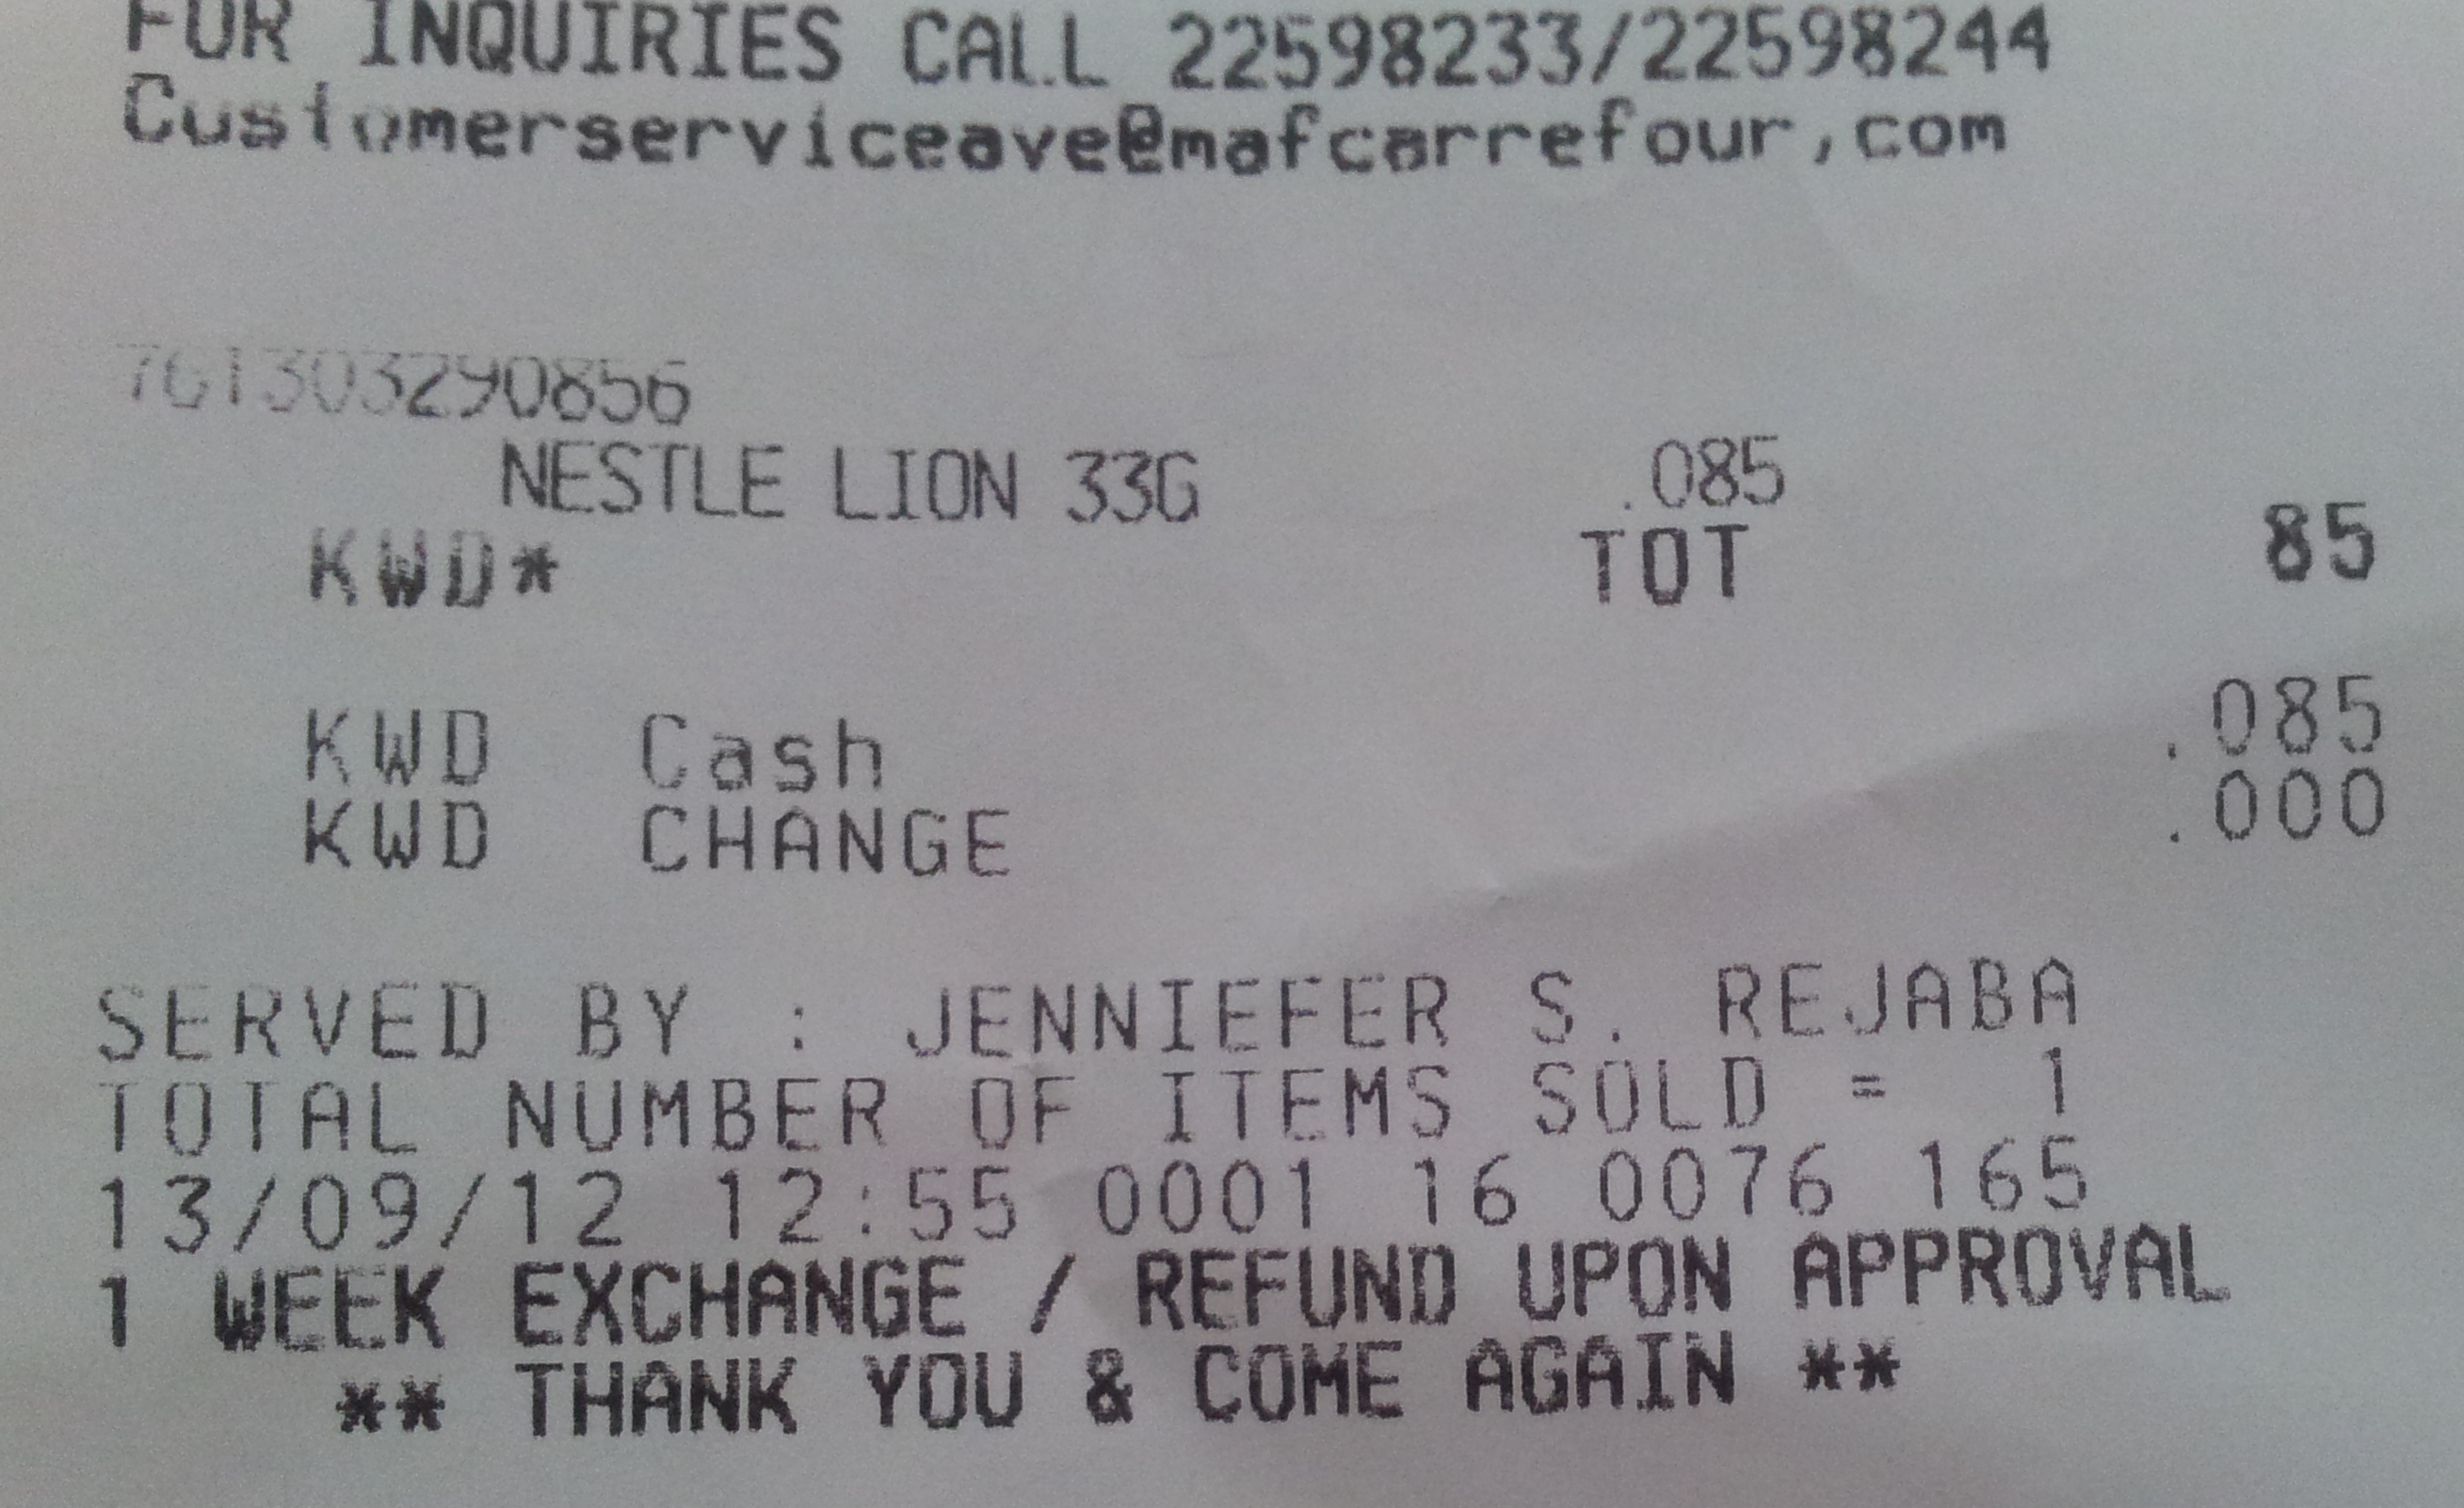 FOR INQUIRIES CALL 22598233/22598244
Customerserviceave@mafcarrefour,com
761303290856
NESTLE LION 33G .085
KWD* TOT 85
KWD Cash .085
KWD CHANGE .000
SERVED BY : JENNIEFER S. REJABA
TOTAL NUMBER OF ITEMS SOLD = 1
13/09/12 12:55 0001 16 0076 165
1 WEEK EXCHANGE / REFUND UPON APPROVAL
** THANK YOU & COME AGAIN **